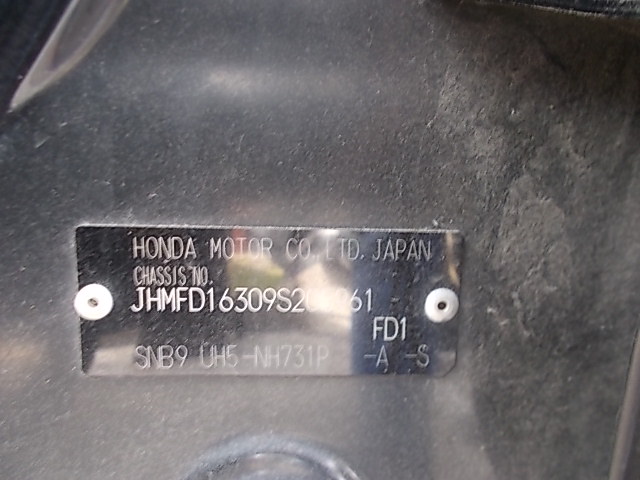 HONDA MOTOR CO., LTD. JAPAN
CHASSIS NO.
FD1
SNB9 UH5-NH731P -A -S